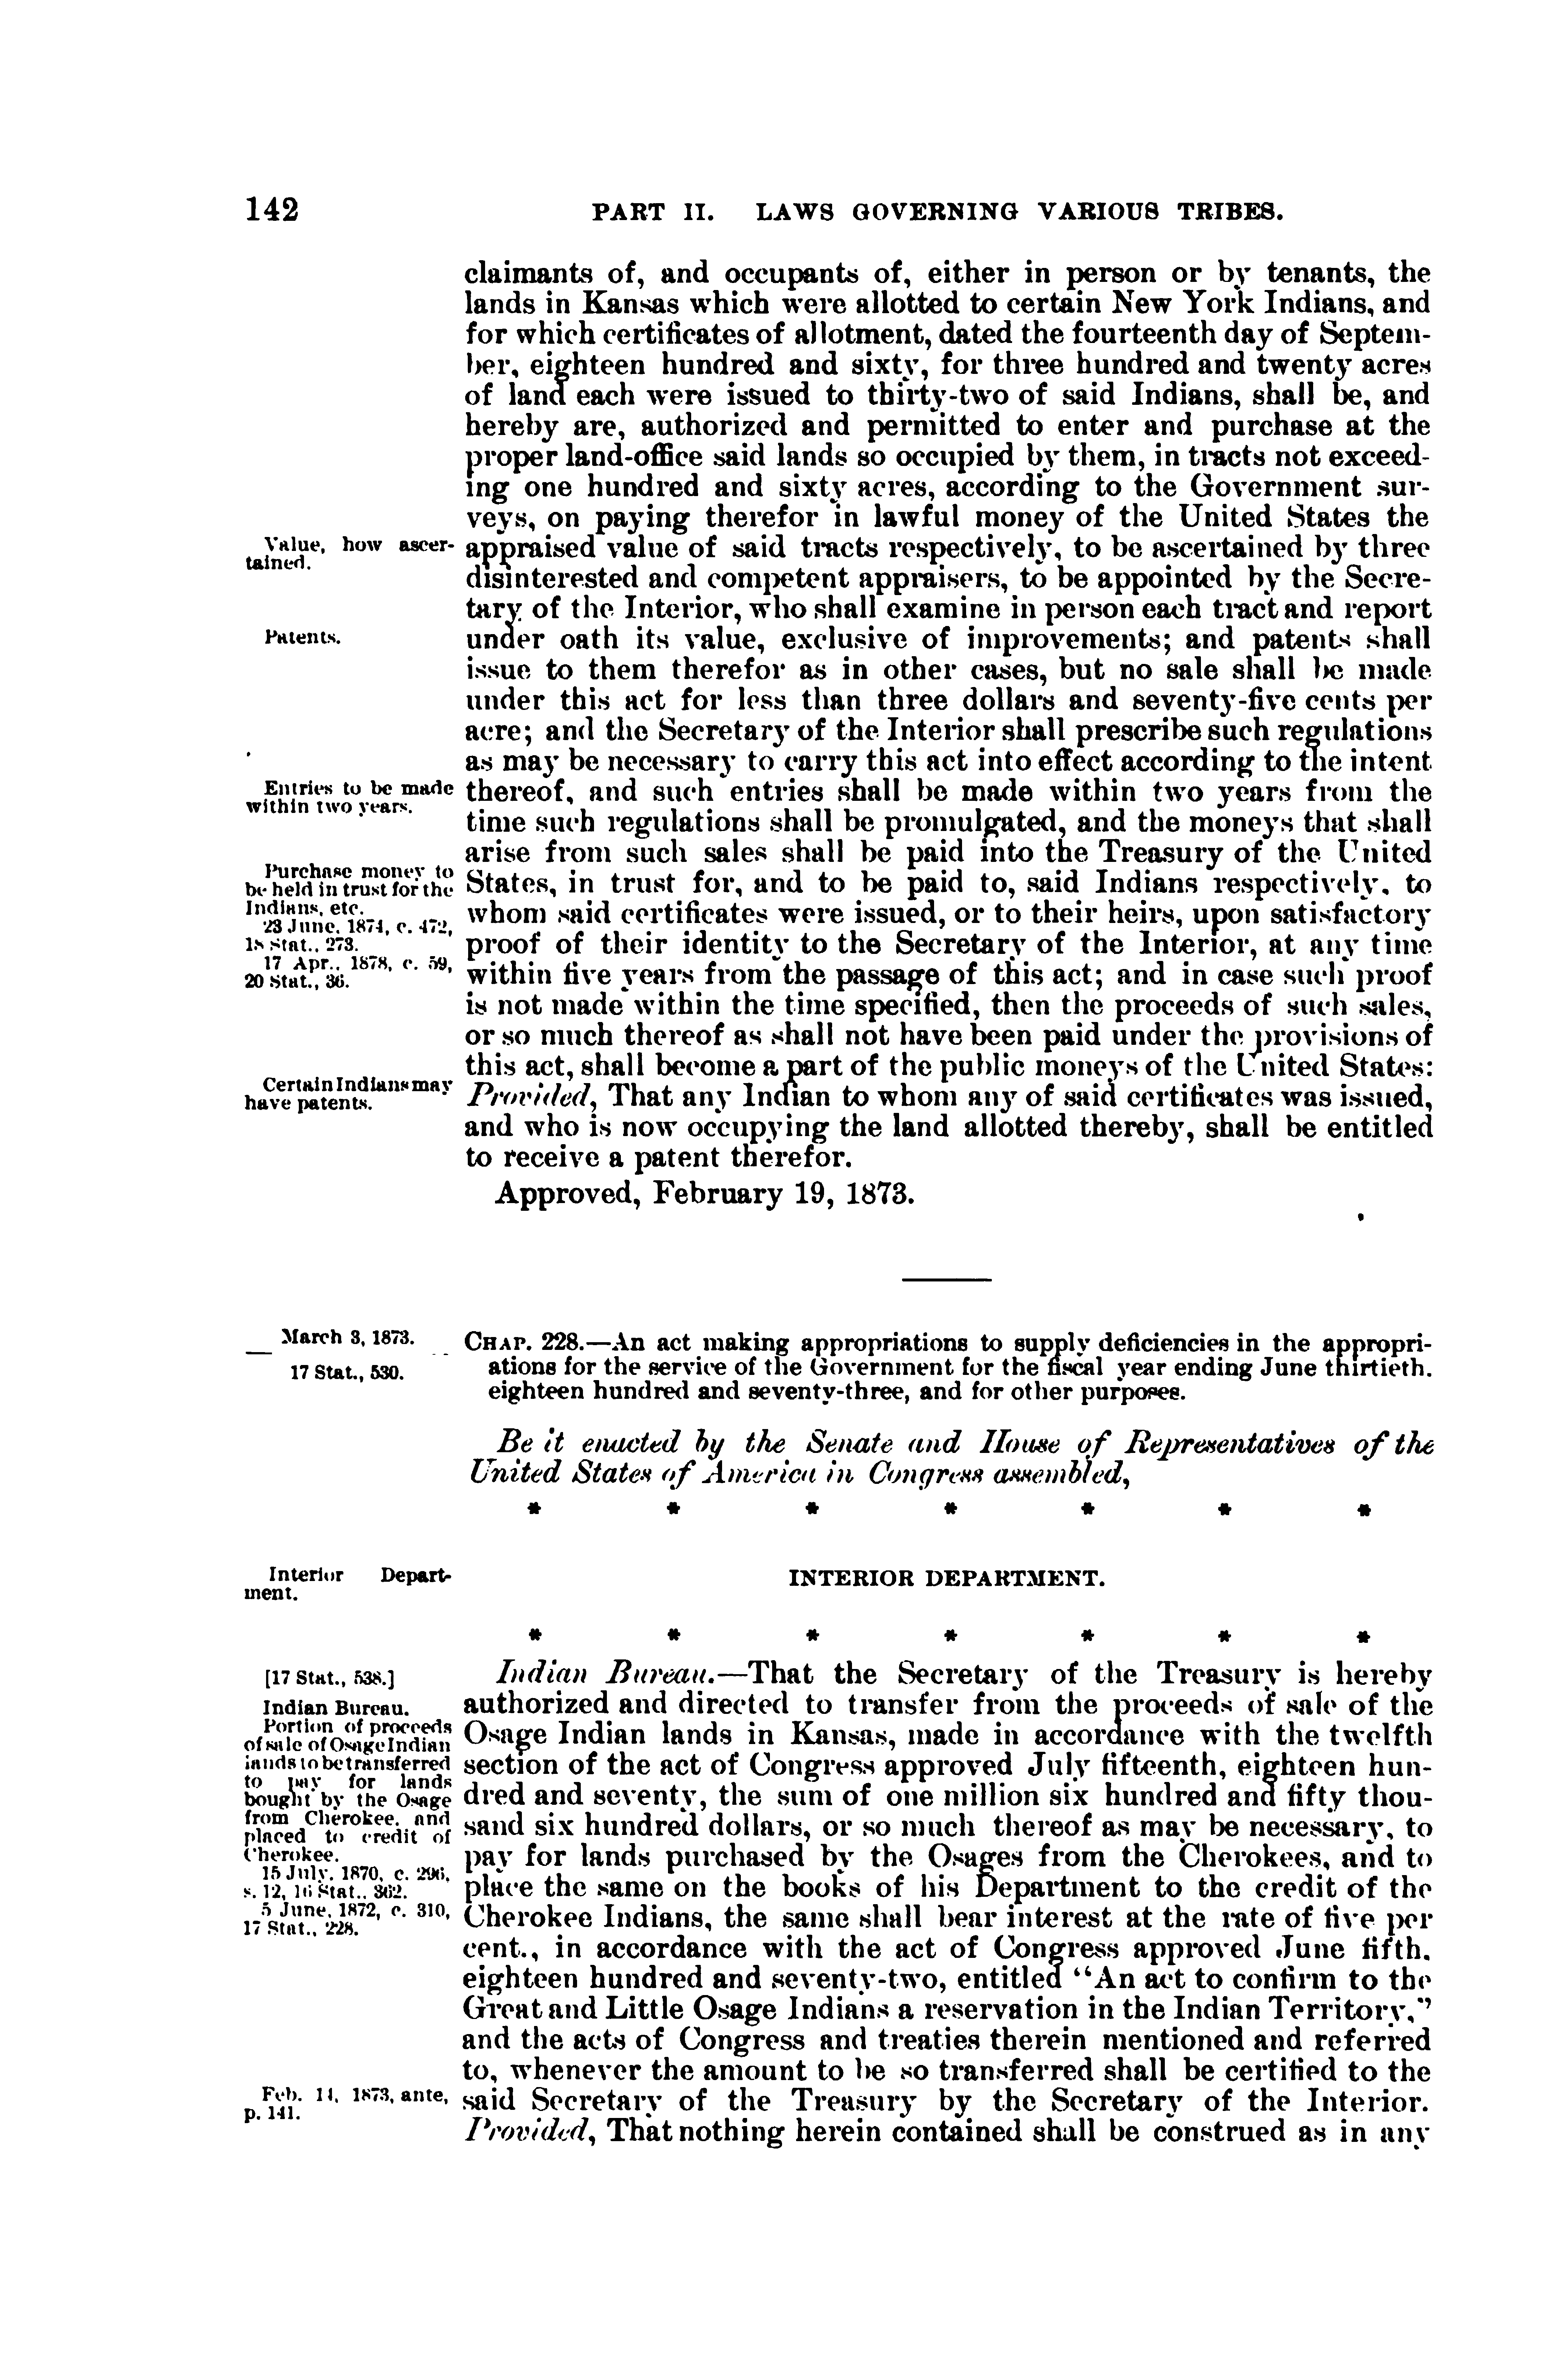 142 PART II. LAWS GOVERNING VARIOUS TRIBES.
claimants of, and occupants of, either in person or by tenants, the
lands in Kansas which were allotted to certain New York Indians, and
for which certificates of allotment, dated the fourteenth day of Septem-
ber, eighteen hundred and sixty, for three hundred and twenty acres
of land each were issued to thirty-two of said Indians, shall be, and
hereby are, authorized and permitted to enter and purchase at the
proper land-office said lands so occupied by them, in tracts not exceed-
ing one hundred and sixty acres, according to the Government sur-
veys, on paying therefor in lawful money of the United States the
Value, how ascer-
tained.
appraised value of said tracts respectively, to be ascertained by three
disinterested and competent appraisers, to be appointed by the Secre-
tary of the Interior, who shall examine in person each tract and report
Patents.
under oath its value, exclusive of improvements; and patents shall
issue to them therefor as in other cases, but no sale shall be made
under this act for less than three dollars and seventy-five cents per
acre; and the Secretary of the Interior shall prescribe such regulations
as may be necessary to carry this act into effect according to the intent
Entries to be made
within two years.
thereof, and such entries shall be made within two years from the
time such regulations shall be promulgated, and the moneys that shall
arise from such sales shall be paid into the Treasury of the United
Purchase money to
be held in trust for the
Indians, etc.
23 June, 1874, c. 472,
18 Stat., 273.
17 Apr., 1878, c. 59,
20 Stat., 36.
States, in trust for, and to be paid to, said Indians respectively, to
whom said certificates were issued, or to their heirs, upon satisfactory
proof of their identity to the Secretary of the Interior, at any time
within five years from the passage of this act; and in case such proof
is not made within the time specified, then the proceeds of such sales,
or so much thereof as shall not have been paid under the provisions of
this act, shall become a part of the public moneys of the United States:
Certain Indians may
have patents.
Provided, That any Indian to whom any of said certificates was issued,
and who is now occupying the land allotted thereby, shall be entitled
to receive a patent therefor.
Approved, February 19, 1873.
March 3, 1873.
17 Stat., 530.
CHAP. 228.—An act making appropriations to supply deficiencies in the appropri-
ations for the service of the Government for the fiscal year ending June thirtieth.
eighteen hundred and seventy-three, and for other purposes.
Be it enacted by the Senate and House of Representatives of the
United States of America in Congress assembled,
* * * * * * *
Interior Depart-
ment.
INTERIOR DEPARTMENT.
* * * * * * *
[17 Stat., 538.]
Indian Bureau.
Portion of proceeds
of sale of Osage Indian
lands to be transferred
to pay for lands
bought by the Osage
from Cherokee, and
placed to credit of
Cherokee.
15 July, 1870, c. 296,
s. 12, 16 Stat., 362.
5 June, 1872, c. 310,
17 Stat., 228.
Indian Bureau.—That the Secretary of the Treasury is hereby
authorized and directed to transfer from the proceeds of sale of the
Osage Indian lands in Kansas, made in accordance with the twelfth
section of the act of Congress approved July fifteenth, eighteen hun-
dred and seventy, the sum of one million six hundred and fifty thou-
sand six hundred dollars, or so much thereof as may be necessary, to
pay for lands purchased by the Osages from the Cherokees, and to
place the same on the books of his Department to the credit of the
Cherokee Indians, the same shall bear interest at the rate of five per
cent., in accordance with the act of Congress approved June fifth,
eighteen hundred and seventy-two, entitled "An act to confirm to the
Great and Little Osage Indians a reservation in the Indian Territory,"
and the acts of Congress and treaties therein mentioned and referred
to, whenever the amount to be so transferred shall be certified to the
Feb. 14, 1873, ante,
p. 141.
said Secretary of the Treasury by the Secretary of the Interior.
Provided, That nothing herein contained shall be construed as in any